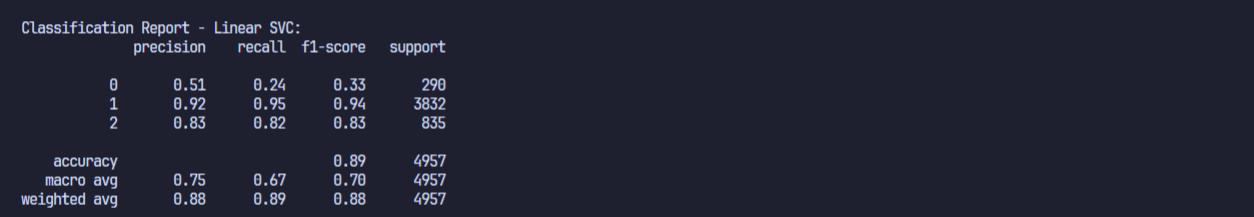 Classification Report - Linear SVC:
precision recall f1-score support
0 0.51 0.24 0.33 290
1 0.92 0.95 0.94 3832
2 0.83 0.82 0.83 835
accuracy 0.89 4957
macro avg 0.75 0.67 0.70 4957
weighted avg 0.88 0.89 0.88 4957